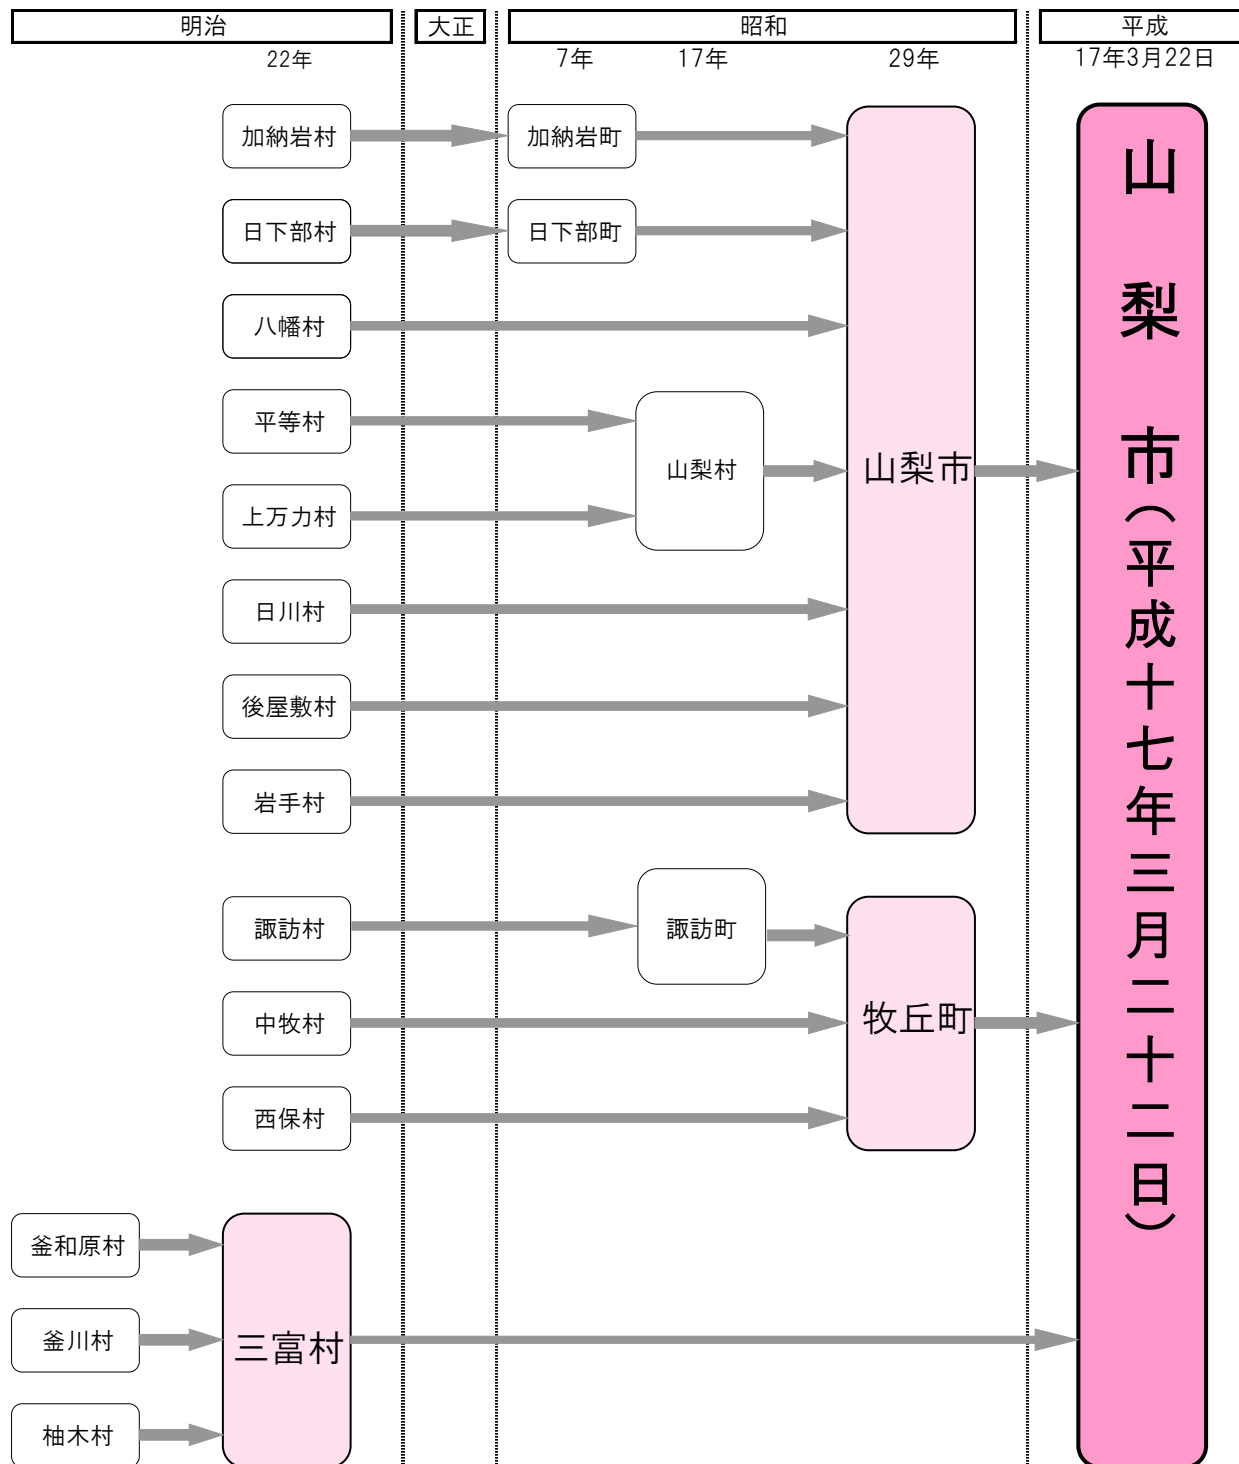 明治
大正
昭和
平成
22年
7年
17年
29年
17年3月22日
加納岩村
加納岩町
日下部村
日下部町
八幡村
平等村
上万力村
山梨村
山梨市
日川村
後屋敷村
岩手村
諏訪村
諏訪町
中牧村
牧丘町
西保村
釜和原村
釜川村
三富村
柚木村
山梨市(平成十七年三月二十二日)